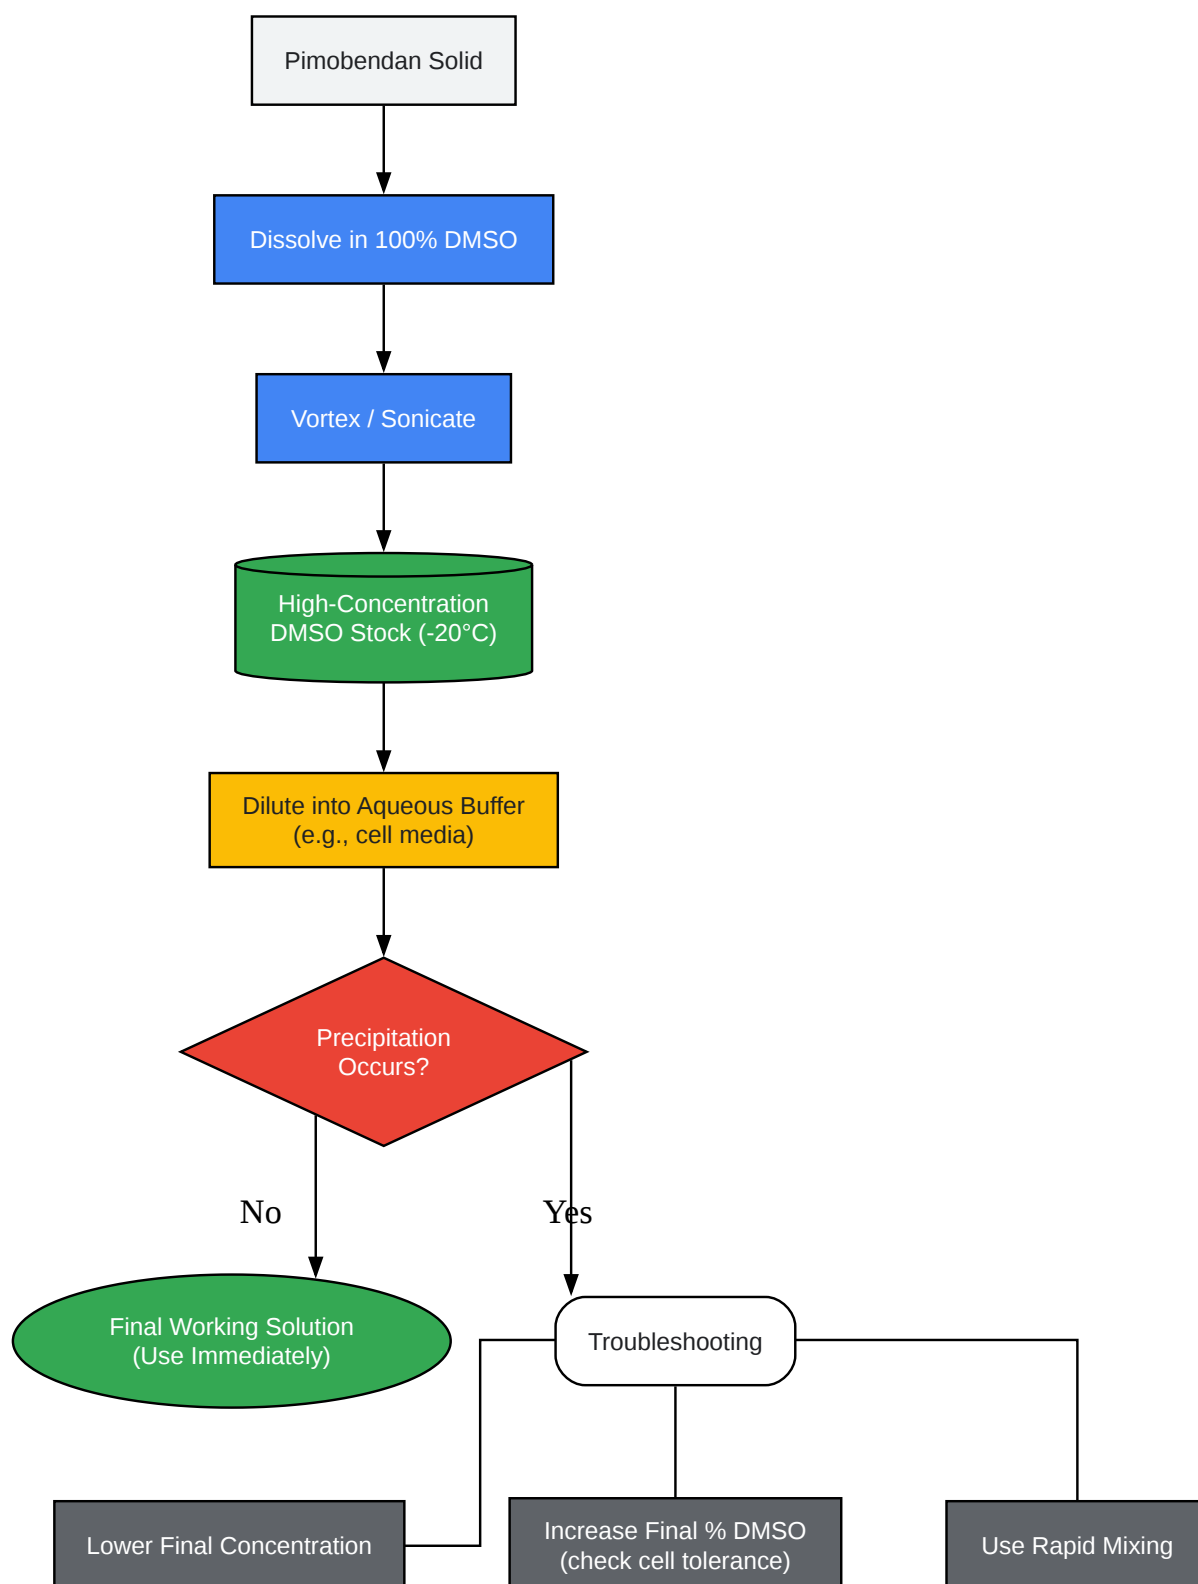 Pimobendan Solid
Dissolve in 100% DMSO
Vortex / Sonicate
High-Concentration
DMSO Stock (-20°C)
Dilute into Aqueous Buffer
(e.g., cell media)
Precipitation
Occurs?
No
Yes
Final Working Solution
(Use Immediately)
Troubleshooting
Lower Final Concentration
Increase Final % DMSO
(check cell tolerance)
Use Rapid Mixing